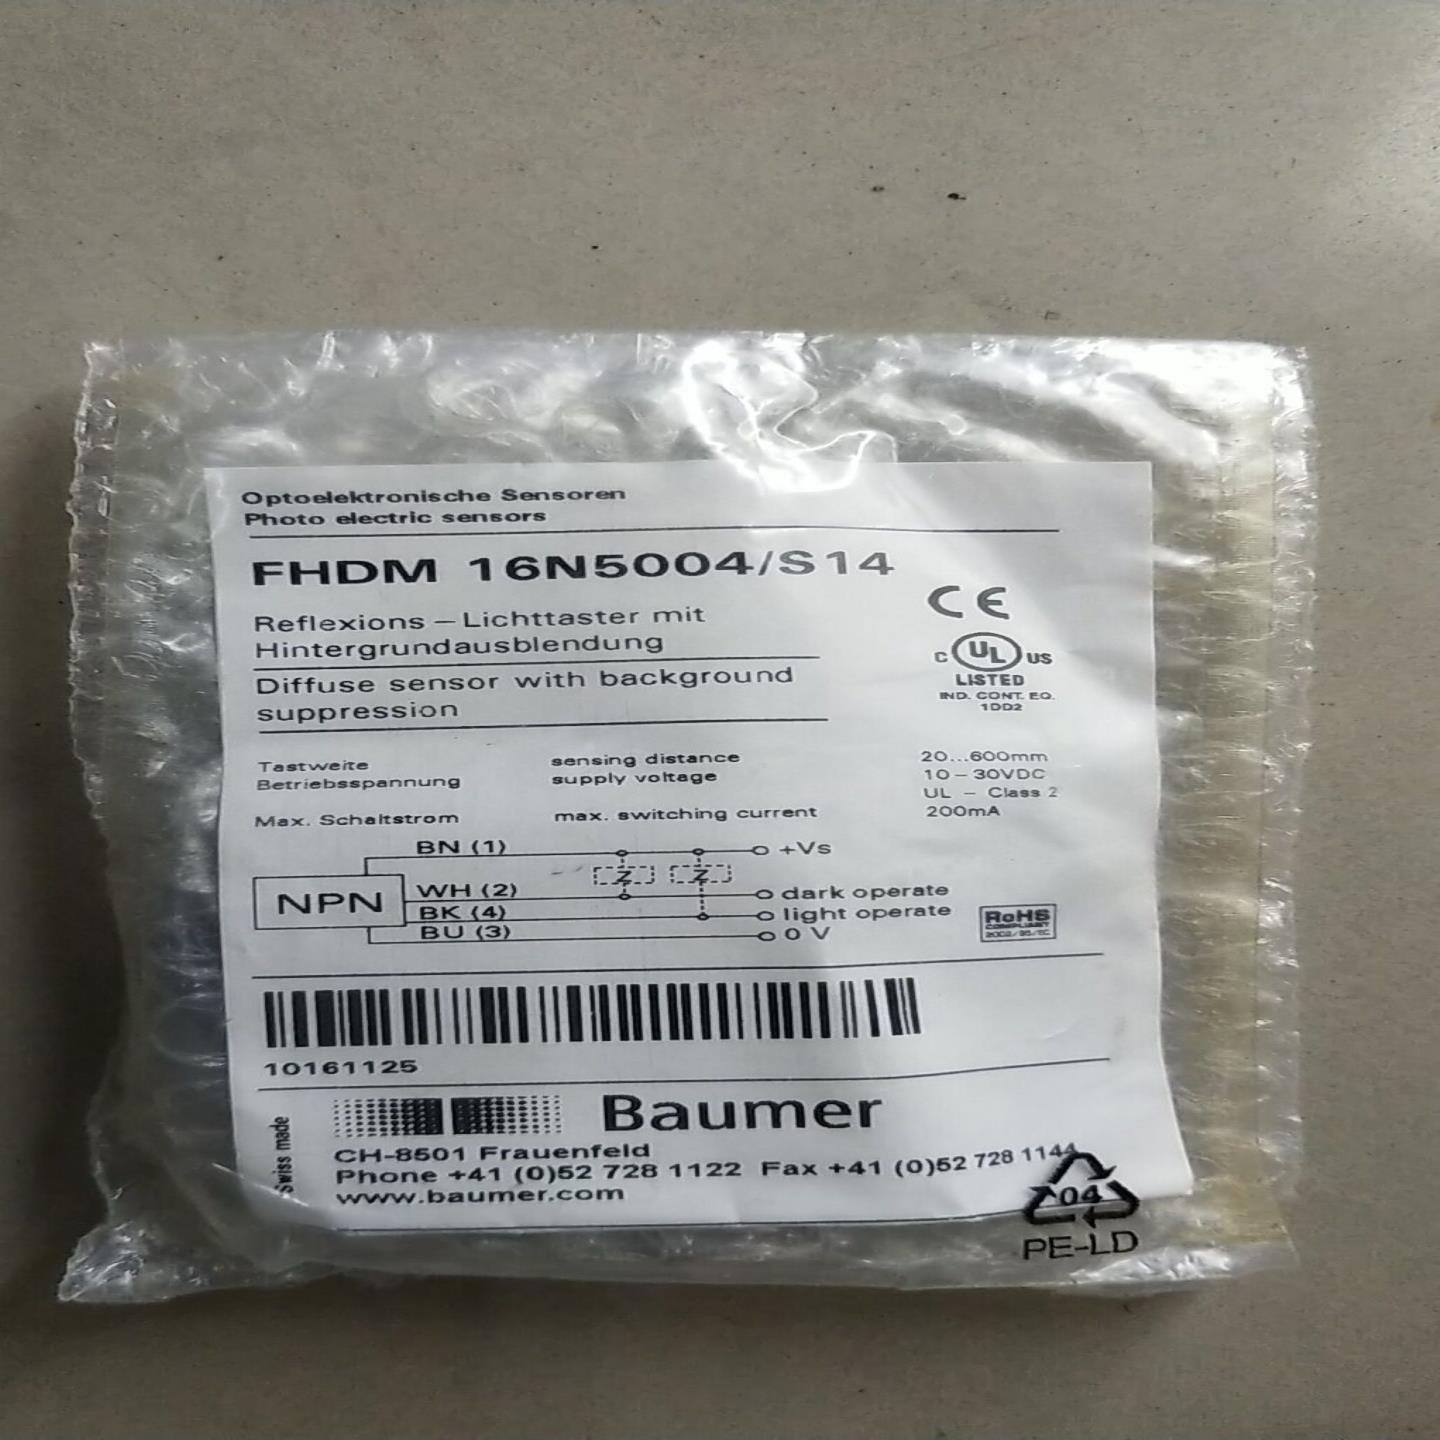 Optoelektronische Sensoren
Photo electric sensors
FHDM 16N5004/S14
Reflexions – Lichttaster mit
Hintergrundausblendung
Diffuse sensor with background
suppression
CE
C UL US
LISTED
IND. CONT. EQ.
1DD2
Tastweite sensing distance 20...600mm
Betriebsspannung supply voltage 10 – 30VDC
UL – Class 2
Max. Schaltstrom max. switching current 200mA
BN (1) +Vs
NPN
Z Z
WH (2) dark operate
BK (4) light operate
BU (3) 0 V
RoHS
COMPLIANT
2002/95/EC
10161125
Swiss made
Baumer
CH-8501 Frauenfeld
Phone +41 (0)52 728 1122 Fax +41 (0)52 728 1144
www.baumer.com
04
PE-LD